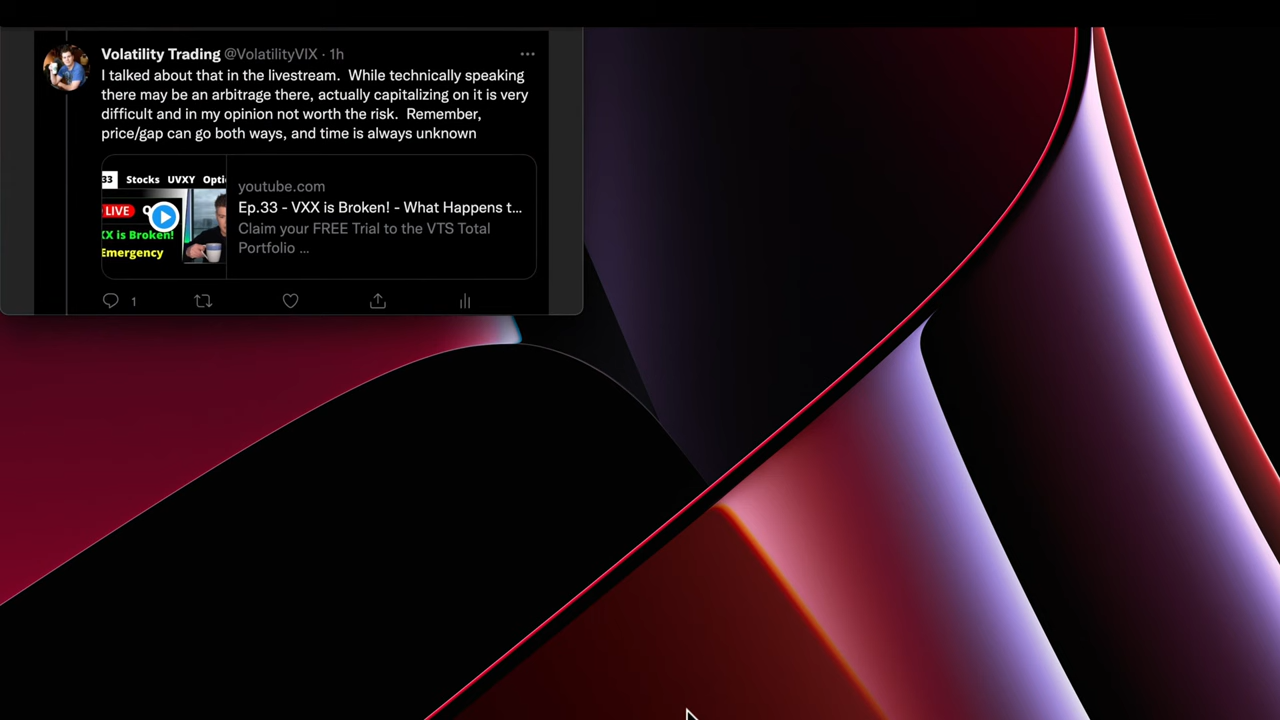 Volatility Trading @VolatilityVIX · 1h
I talked about that in the livestream. While technically speaking
there may be an arbitrage there, actually capitalizing on it is very
difficult and in my opinion not worth the risk. Remember,
price/gap can go both ways, and time is always unknown
33 Stocks UVXY Opti
LIVE
XX is Broken!
Emergency
youtube.com
Ep.33 - VXX is Broken! - What Happens t...
Claim your FREE Trial to the VTS Total
Portfolio ...
1